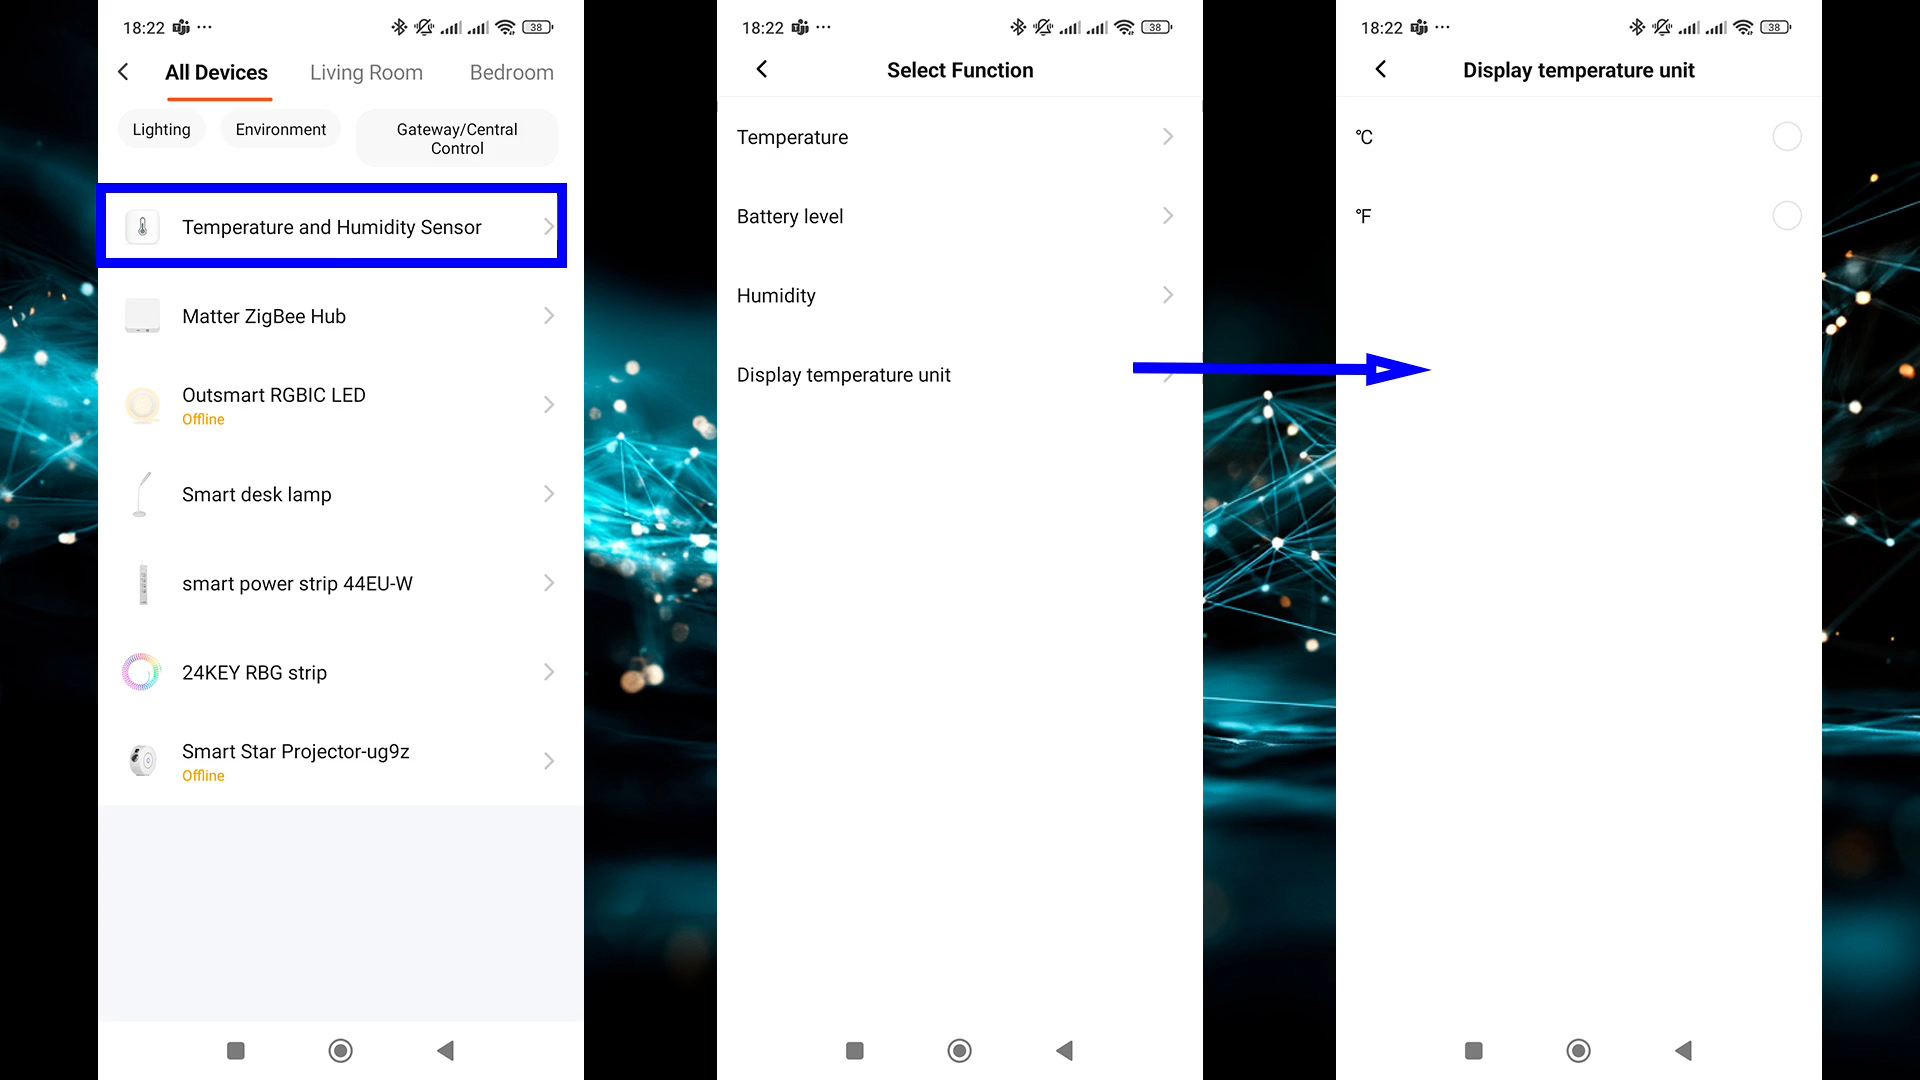 18:22
38
All Devices
Living Room
Bedroom
Lighting
Environment
Gateway/Central
Control
Temperature and Humidity Sensor
Matter ZigBee Hub
Outsmart RGBIC LED
Offline
Smart desk lamp
smart power strip 44EU-W
24KEY RBG strip
Smart Star Projector-ug9z
Offline
18:22
38
Select Function
Temperature
Battery level
Humidity
Display temperature unit
18:22
38
Display temperature unit
℃
℉